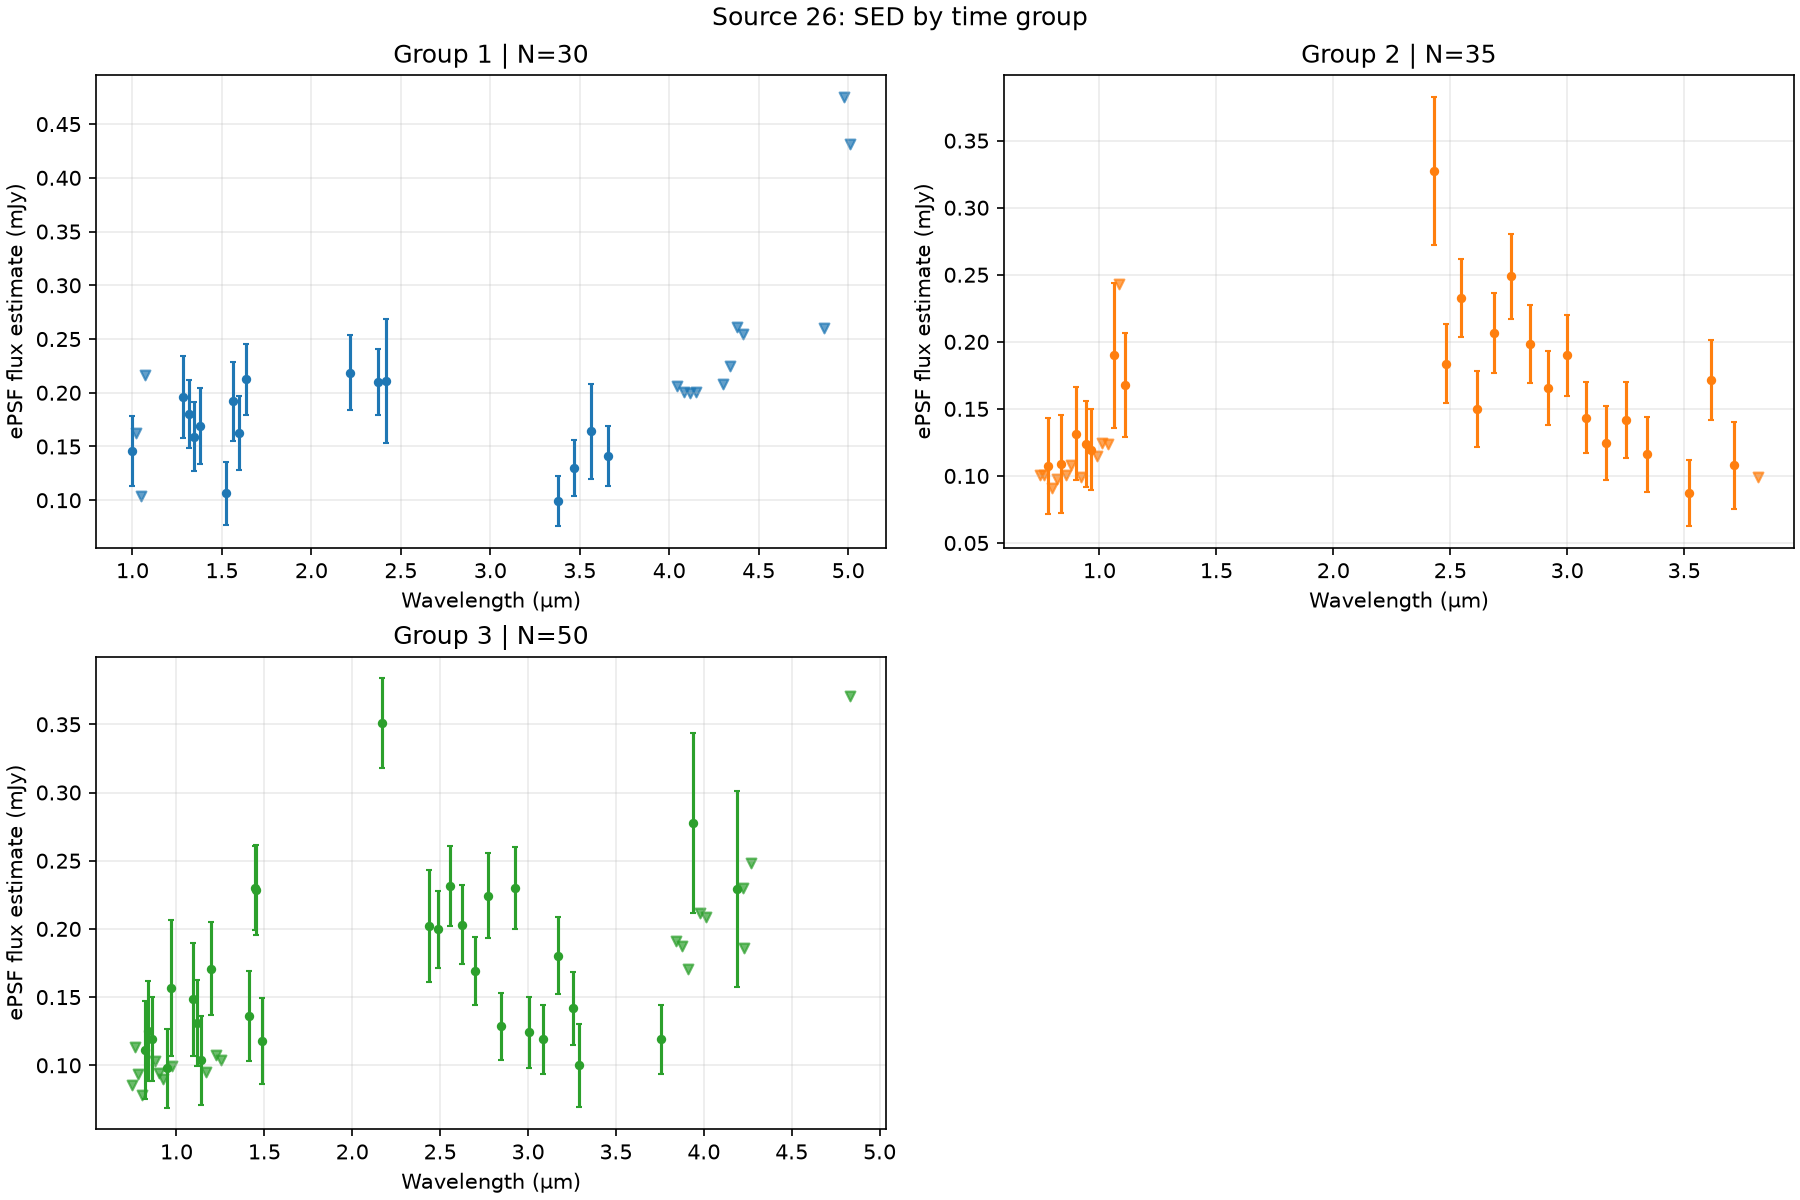 Source 26: SED by time group
Group 1 | N=30
ePSF flux estimate (mJy)
0.45
0.40
0.35
0.30
0.25
0.20
0.15
0.10
1.0 1.5 2.0 2.5 3.0 3.5 4.0 4.5 5.0
Wavelength (μm)
Group 2 | N=35
ePSF flux estimate (mJy)
0.35
0.30
0.25
0.20
0.15
0.10
0.05
1.0 1.5 2.0 2.5 3.0 3.5
Wavelength (μm)
Group 3 | N=50
ePSF flux estimate (mJy)
0.35
0.30
0.25
0.20
0.15
0.10
1.0 1.5 2.0 2.5 3.0 3.5 4.0 4.5 5.0
Wavelength (μm)